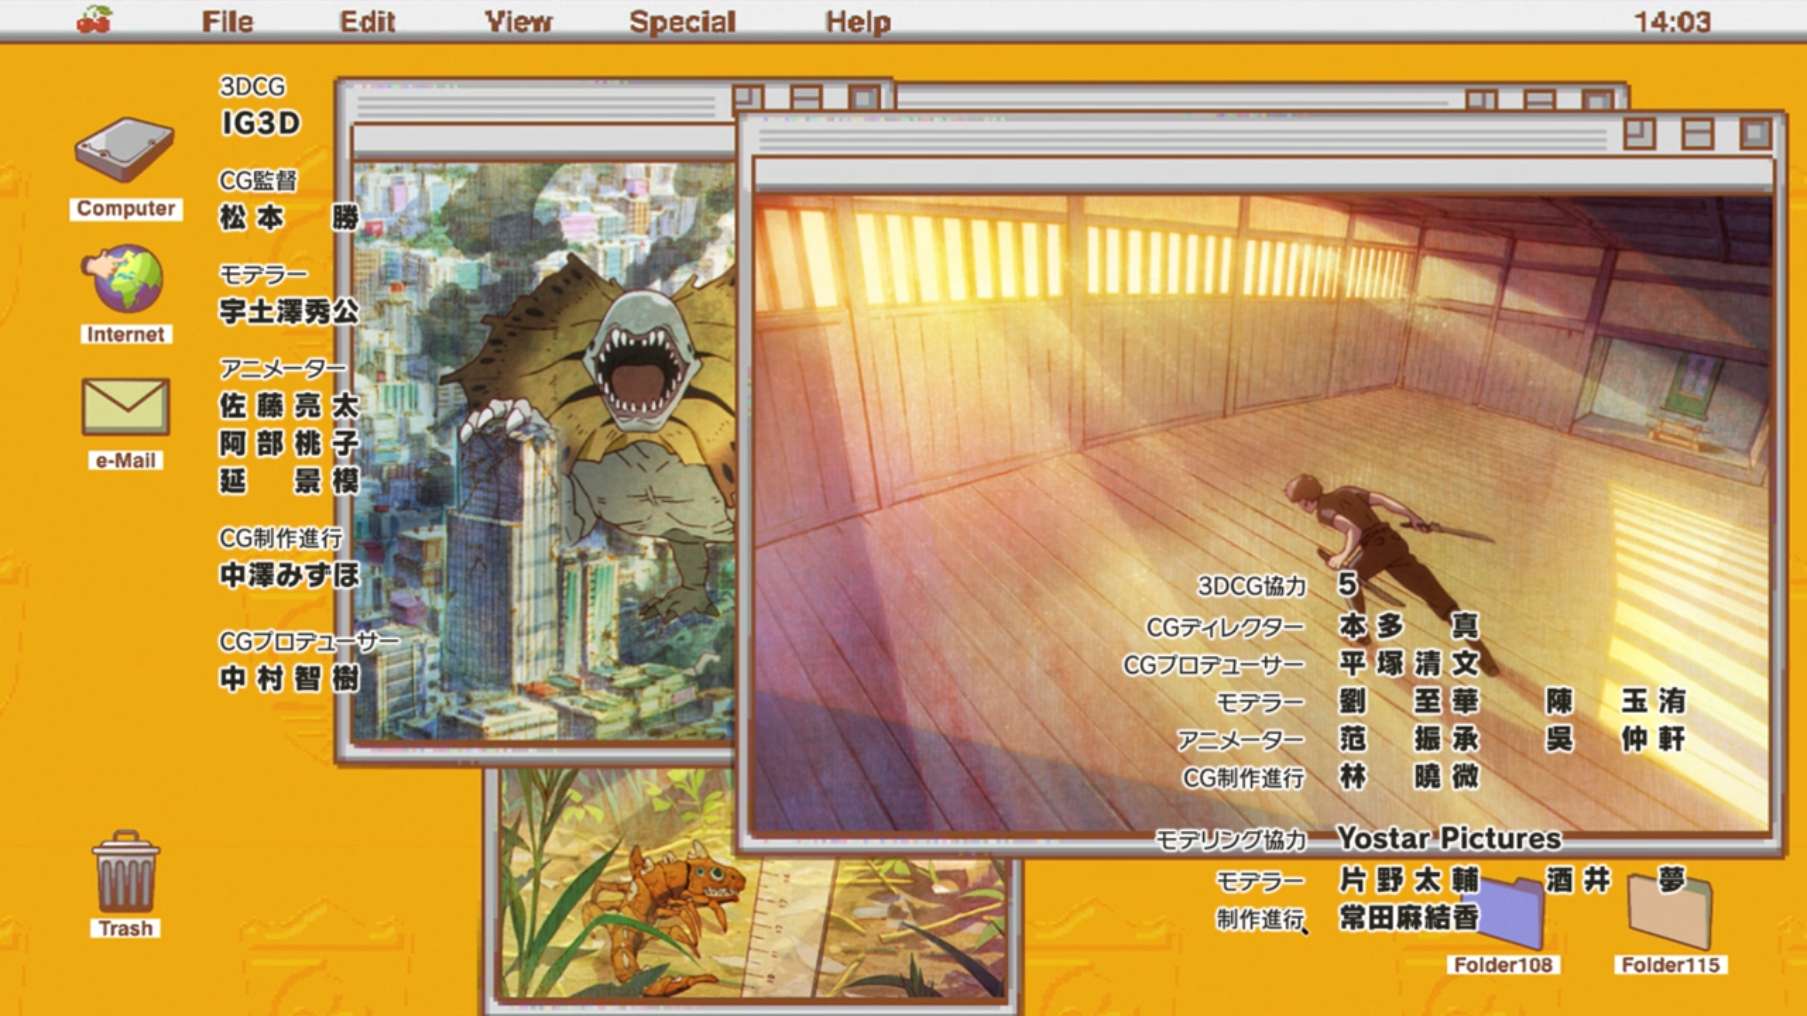 File Edit View Special Help 14:03
Computer
Internet
e-Mail
Trash
3DCG
IG3D
CG監督
松本 勝
モデラー
宇土澤秀公
アニメーター
佐藤亮太
阿部桃子
延 景模
CG制作進行
中澤みずほ
CGプロデューサー
中村智樹
3DCG協力 5
CGディレクター 本多 真
CGプロデューサー 平塚清文
モデラー 劉 至華 陳 玉洧
アニメーター 范 振承 吳 仲軒
CG制作進行 林 曉微
モデリング協力 Yostar Pictures
モデラー 片野太輔 酒井 夢
制作進行 常田麻結香
Folder108 Folder115